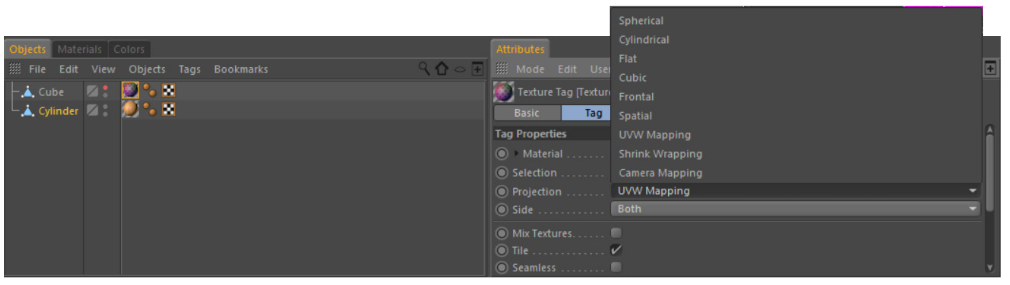 Objects Materials Colors
File Edit View Objects Tags Bookmarks
Cube
Cylinder
Attributes
Mode Edit
Texture Tag
Basic Tag
Tag Properties
Material
Selection
Projection UVW Mapping
Side Both
Mix Textures
Tile
Seamless
Spherical
Cylindrical
Flat
Cubic
Frontal
Spatial
UVW Mapping
Shrink Wrapping
Camera Mapping